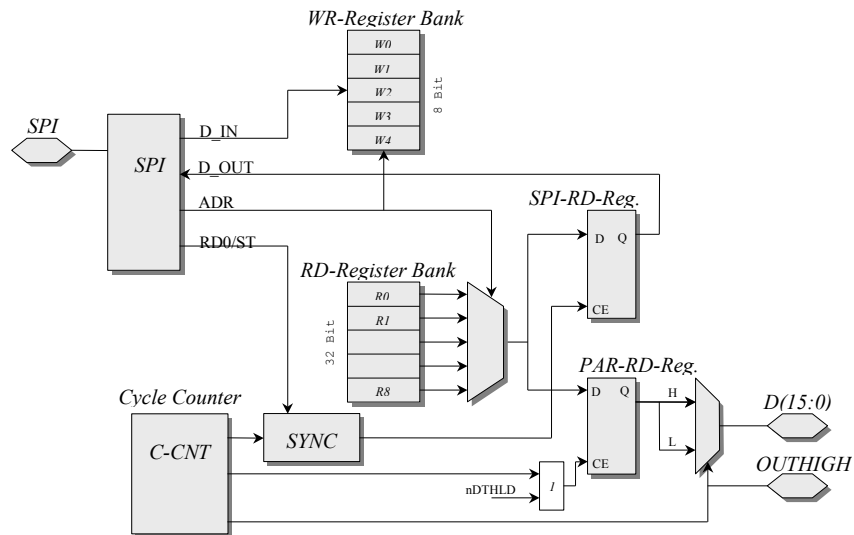 WR-Register Bank
W0
W1
W2
W3
W4
8 Bit
SPI
SPI
D_IN
D_OUT
ADR
RD0/ST
SPI-RD-Reg.
D Q
CE
RD-Register Bank
R0
R1
R8
32 Bit
PAR-RD-Reg.
D Q
CE
H
L
D(15:0)
OUTHIGH
Cycle Counter
C-CNT
SYNC
nDTHLD
1